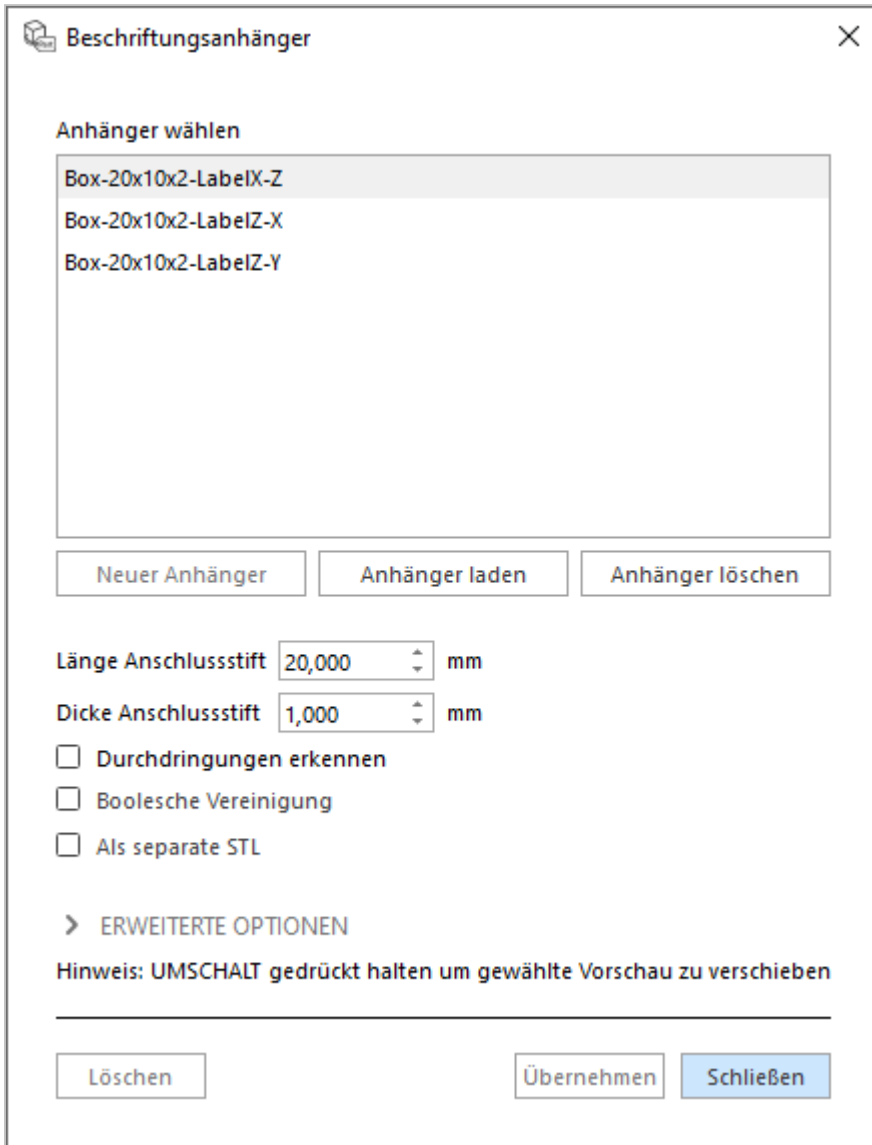 Beschriftungsanhänger
Anhänger wählen
Box-20x10x2-LabelX-Z
Box-20x10x2-LabelZ-X
Box-20x10x2-LabelZ-Y
Neuer Anhänger Anhänger laden Anhänger löschen
Länge Anschlussstift 20,000 mm
Dicke Anschlussstift 1,000 mm
Durchdringungen erkennen
Boolesche Vereinigung
Als separate STL
ERWEITERTE OPTIONEN
Hinweis: UMSCHALT gedrückt halten um gewählte Vorschau zu verschieben
Löschen Übernehmen Schließen